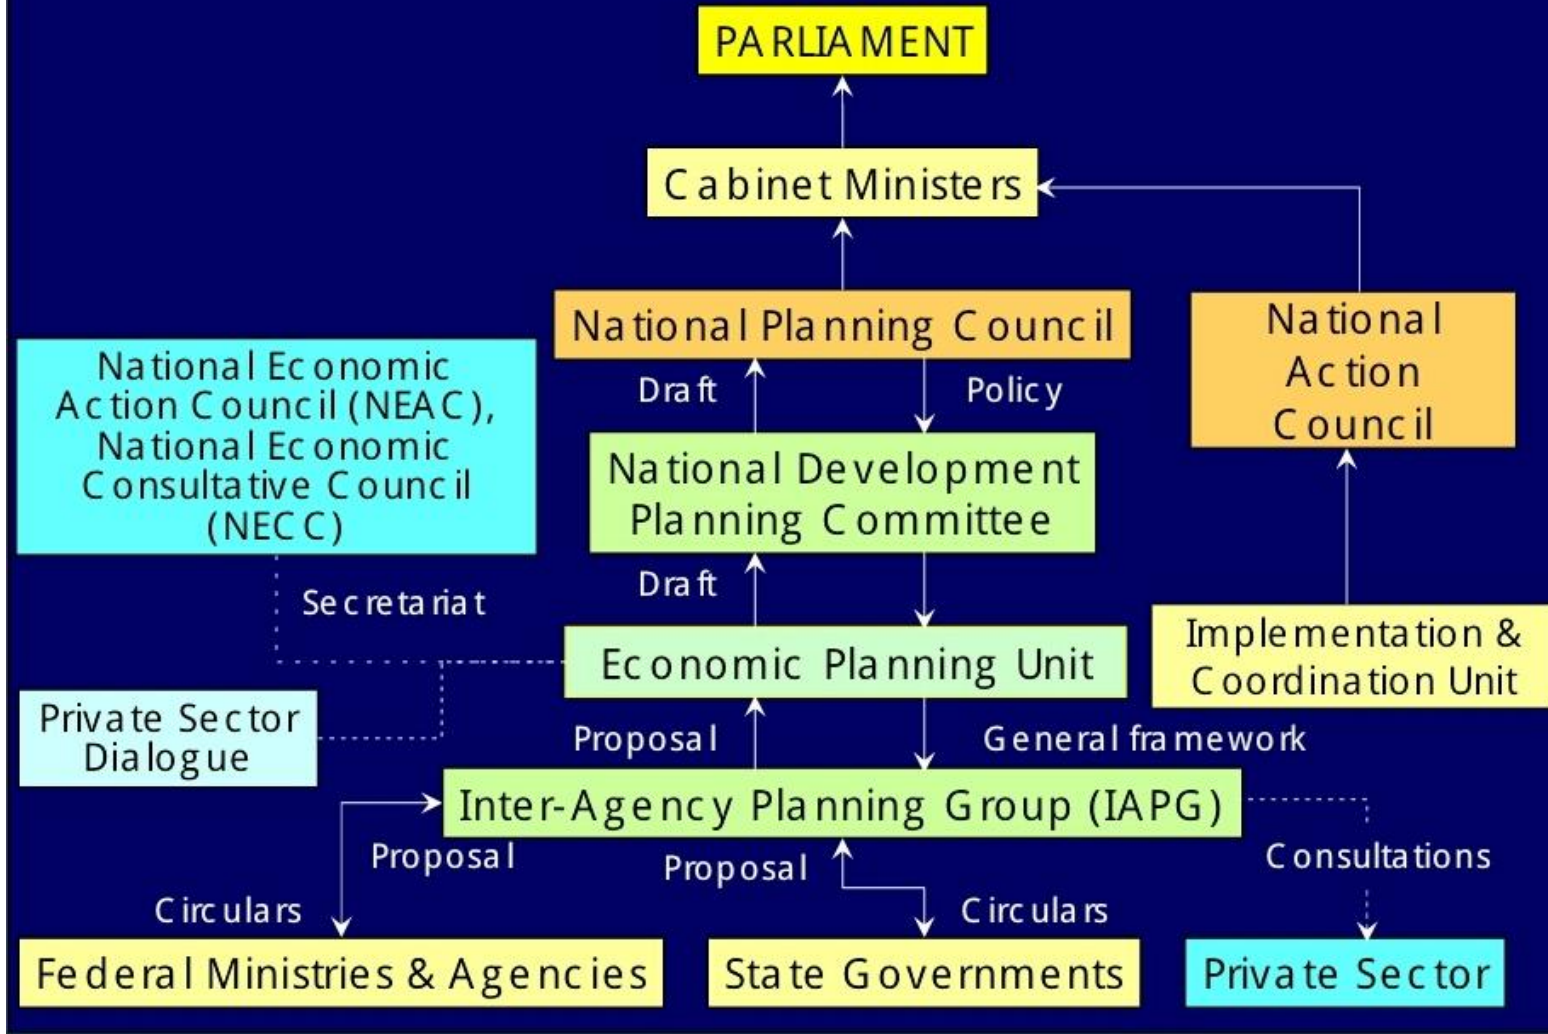 PARLIAMENT
Cabinet Ministers
National Planning Council
National
Action
Council
National Economic
Action Council (NEAC),
National Economic
Consultative Council
(NECC)
Draft
Policy
National Development
Planning Committee
Draft
Secretariat
Economic Planning Unit
Implementation &
Coordination Unit
Private Sector
Dialogue
Proposal
General framework
Inter-Agency Planning Group (IAPG)
Proposal
Proposal
Consultations
Circulars
Circulars
Federal Ministries & Agencies
State Governments
Private Sector